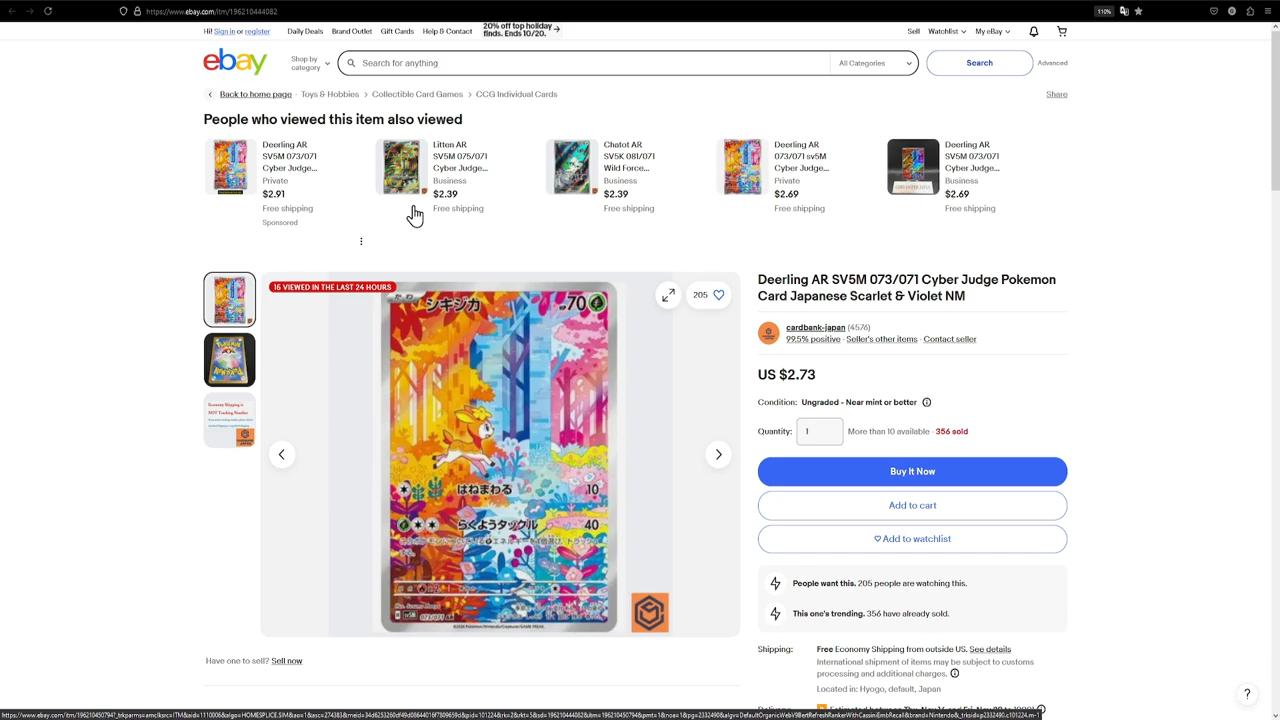 https://www.ebay.com/itm/196210444082
110%
Hi! Sign in or register
Daily Deals
Brand Outlet
Gift Cards
Help & Contact
20% off top holiday
finds. Ends 10/20.
Sell
Watchlist
My eBay
ebay
Shop by
category
Search for anything
All Categories
Search
Advanced
Back to home page
Toys & Hobbies
Collectible Card Games
CCG Individual Cards
Share
People who viewed this item also viewed
Deerling AR
SV5M 073/071
Cyber Judge...
Private
$2.91
Free shipping
Sponsored
Litten AR
SV5M 075/071
Cyber Judge...
Business
$2.39
Free shipping
Chatot AR
SV5K 081/071
Wild Force...
Business
$2.39
Free shipping
Deerling AR
073/071 sv5M
Cyber Judge...
Private
$2.69
Free shipping
Deerling AR
SV5M 073/071
Cyber Judge...
Business
$2.69
Free shipping
15 VIEWED IN THE LAST 24 HOURS
205
シキジカ
70
はねまわる 10
らくようタックル 40
Have one to sell? Sell now
Deerling AR SV5M 073/071 Cyber Judge Pokemon
Card Japanese Scarlet & Violet NM
cardbank-japan (4576)
99.5% positive · Seller's other items · Contact seller
US $2.73
Condition: Ungraded - Near mint or better
Quantity: 1 More than 10 available · 356 sold
Buy It Now
Add to cart
Add to watchlist
People want this. 205 people are watching this.
This one's trending. 356 have already sold.
Shipping: Free Economy Shipping from outside US. See details
International shipment of items may be subject to customs
processing and additional charges.
Located in: Hyogo, default, Japan